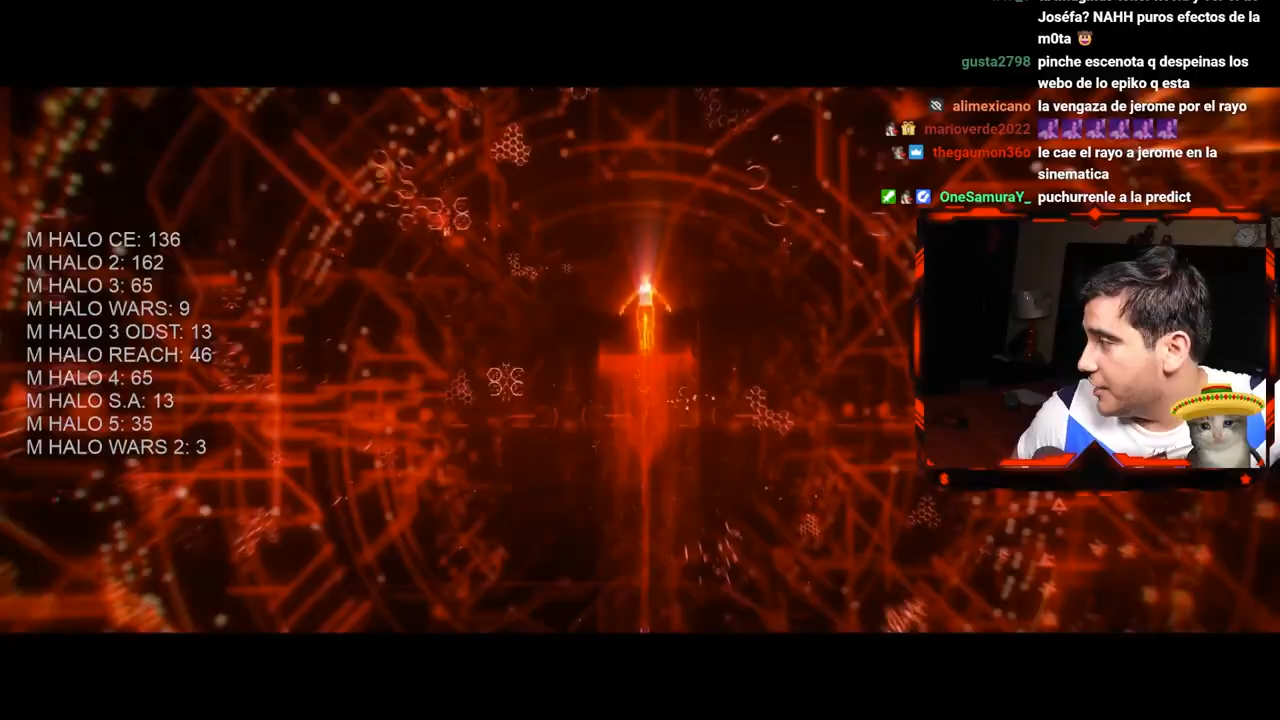 Joséfa? NAHH puros efectos de la
m0ta
gusta2798 pinche escenota q despeinas los
webo de lo epiko q esta
alimexicano la vengaza de jerome por el rayo
marioverde2022
thegaumon36o le cae el rayo a jerome en la
sinematica
OneSamuraY_ puchurrenle a la predict
M HALO CE: 136
M HALO 2: 162
M HALO 3: 65
M HALO WARS: 9
M HALO 3 ODST: 13
M HALO REACH: 46
M HALO 4: 65
M HALO S.A: 13
M HALO 5: 35
M HALO WARS 2: 3